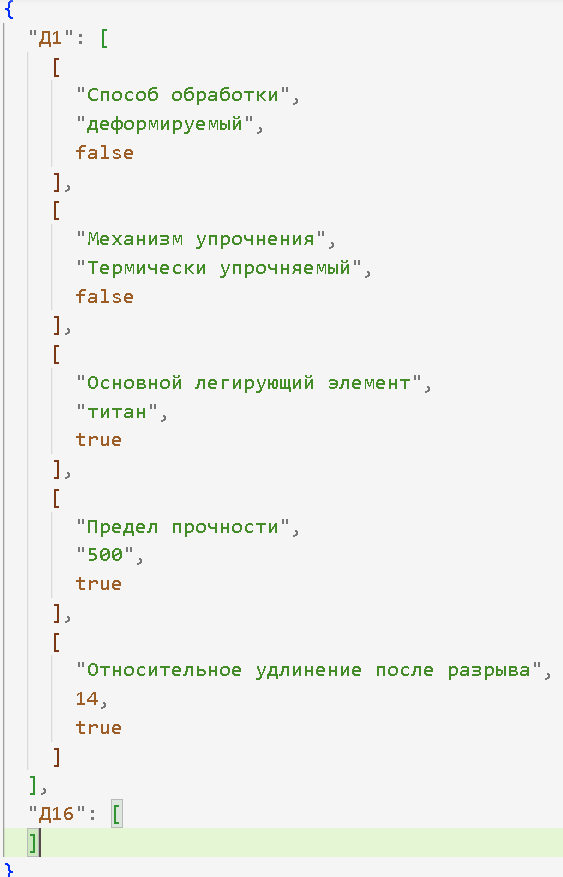 {
"Д1": [
[
"Способ обработки",
"деформируемый",
false
],
[
"Механизм упрочнения",
"Термически упрочняемый",
false
],
[
"Основной легирующий элемент",
"титан",
true
],
[
"Предел прочности",
"500",
true
],
[
"Относительное удлинение после разрыва",
14,
true
]
],
"Д16": [
]
}